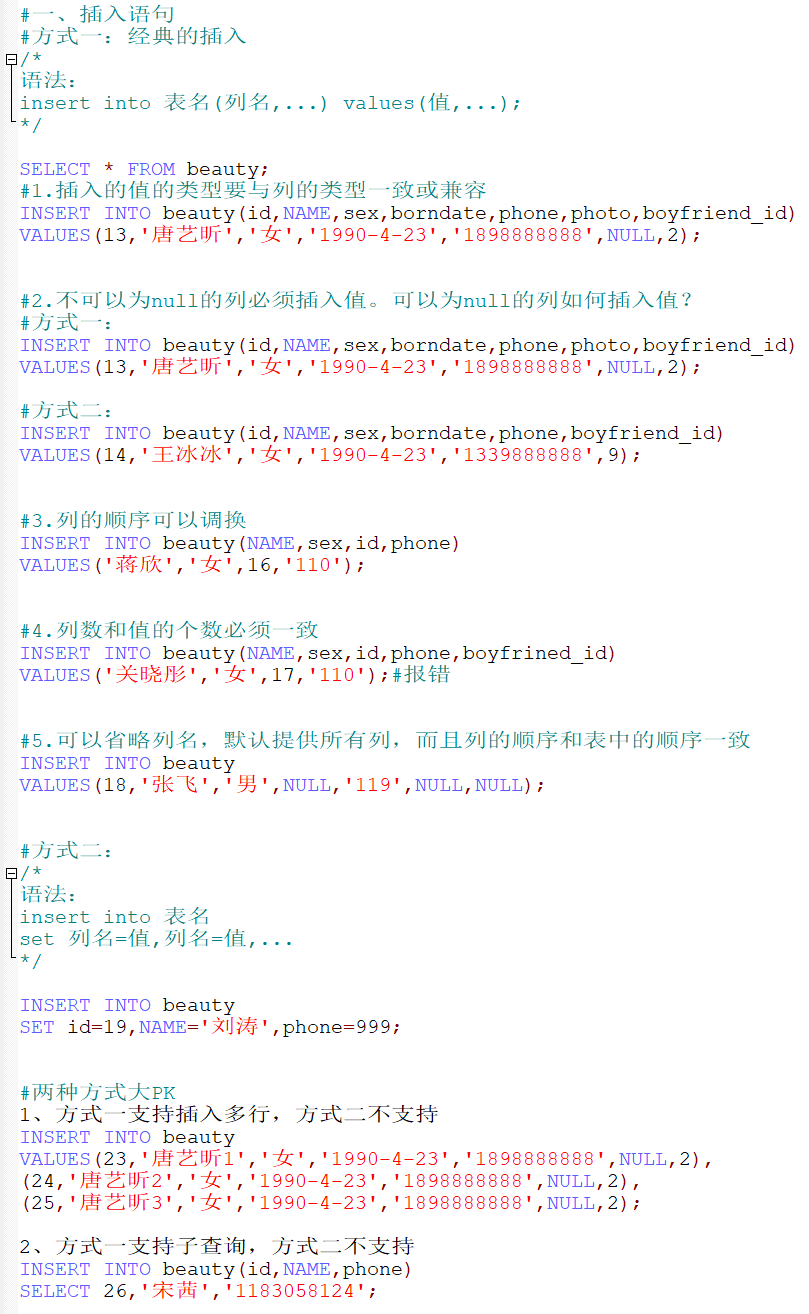 #一、插入语句
#方式一：经典的插入
/*
语法：
insert into 表名(列名,...) values(值,...);
*/
SELECT * FROM beauty;
#1.插入的值的类型要与列的类型一致或兼容
INSERT INTO beauty(id,NAME,sex,borndate,phone,photo,boyfriend_id)
VALUES(13,'唐艺昕','女','1990-4-23','1898888888',NULL,2);
#2.不可以为null的列必须插入值。可以为null的列如何插入值？
#方式一：
INSERT INTO beauty(id,NAME,sex,borndate,phone,photo,boyfriend_id)
VALUES(13,'唐艺昕','女','1990-4-23','1898888888',NULL,2);
#方式二：
INSERT INTO beauty(id,NAME,sex,borndate,phone,boyfriend_id)
VALUES(14,'王冰冰','女','1990-4-23','1339888888',9);
#3.列的顺序可以调换
INSERT INTO beauty(NAME,sex,id,phone)
VALUES('蒋欣','女',16,'110');
#4.列数和值的个数必须一致
INSERT INTO beauty(NAME,sex,id,phone,boyfrined_id)
VALUES('关晓彤','女',17,'110');#报错
#5.可以省略列名，默认提供所有列，而且列的顺序和表中的顺序一致
INSERT INTO beauty
VALUES(18,'张飞','男',NULL,'119',NULL,NULL);
#方式二：
/*
语法：
insert into 表名
set 列名=值,列名=值,...
*/
INSERT INTO beauty
SET id=19,NAME='刘涛',phone=999;
#两种方式大PK
1、方式一支持插入多行，方式二不支持
INSERT INTO beauty
VALUES(23,'唐艺昕1','女','1990-4-23','1898888888',NULL,2),
(24,'唐艺昕2','女','1990-4-23','1898888888',NULL,2),
(25,'唐艺昕3','女','1990-4-23','1898888888',NULL,2);
2、方式一支持子查询，方式二不支持
INSERT INTO beauty(id,NAME,phone)
SELECT 26,'宋茜','1183058124';